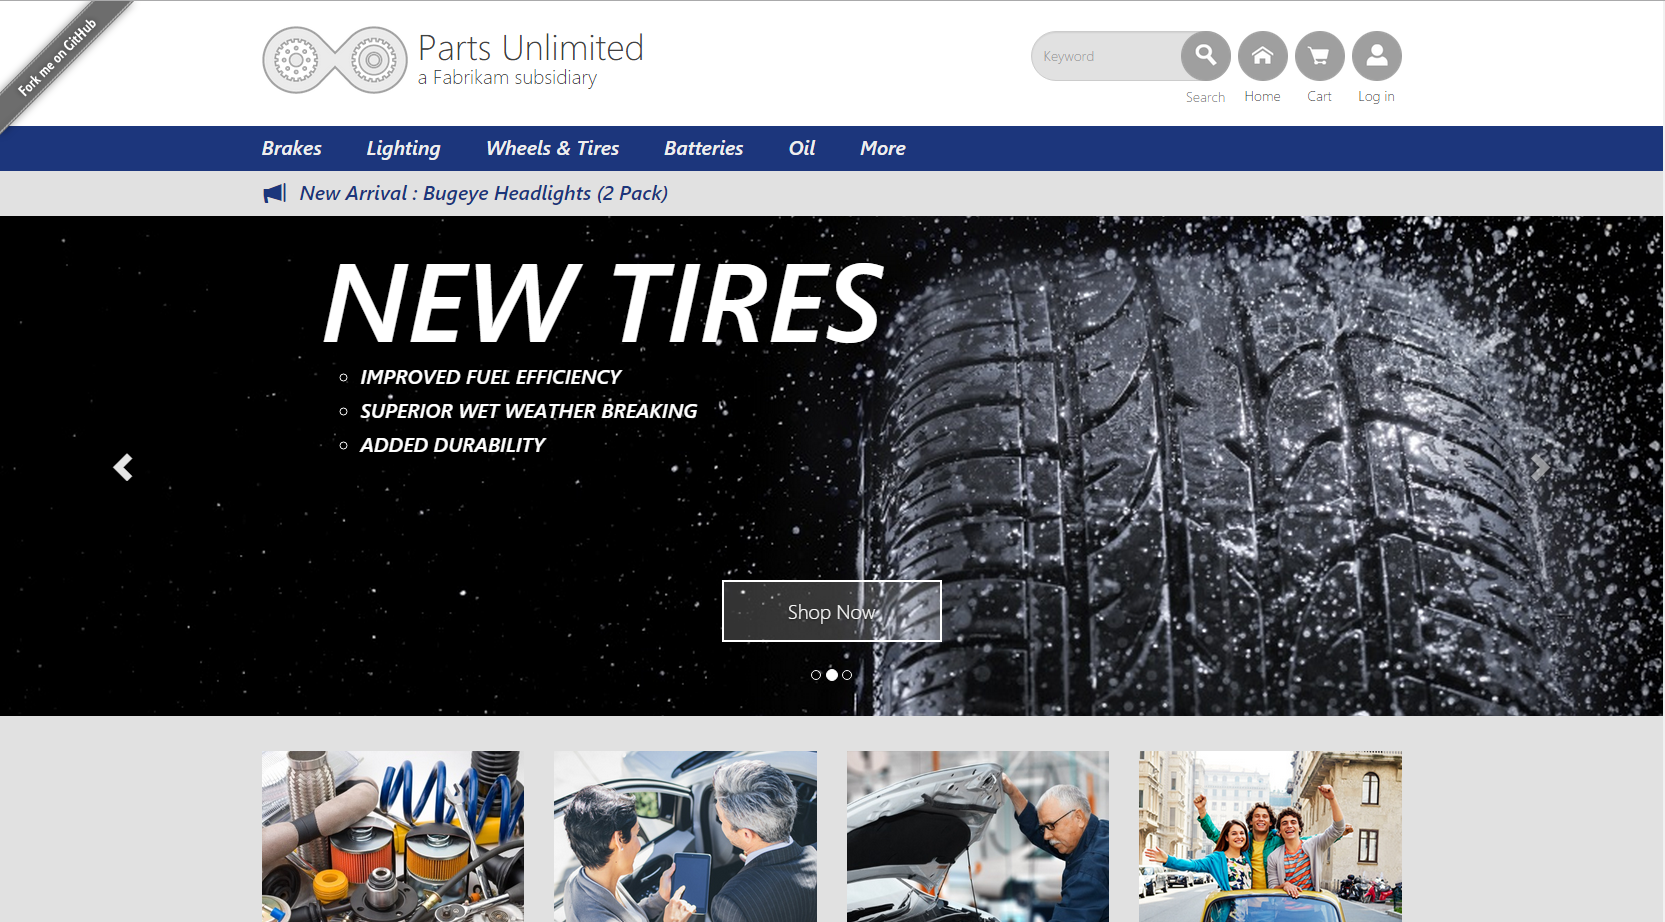 Fork me on GitHub
Parts Unlimited
a Fabrikam subsidiary
Keyword
Search
Home
Cart
Log in
Brakes
Lighting
Wheels & Tires
Batteries
Oil
More
New Arrival : Bugeye Headlights (2 Pack)
NEW TIRES
IMPROVED FUEL EFFICIENCY
SUPERIOR WET WEATHER BREAKING
ADDED DURABILITY
Shop Now